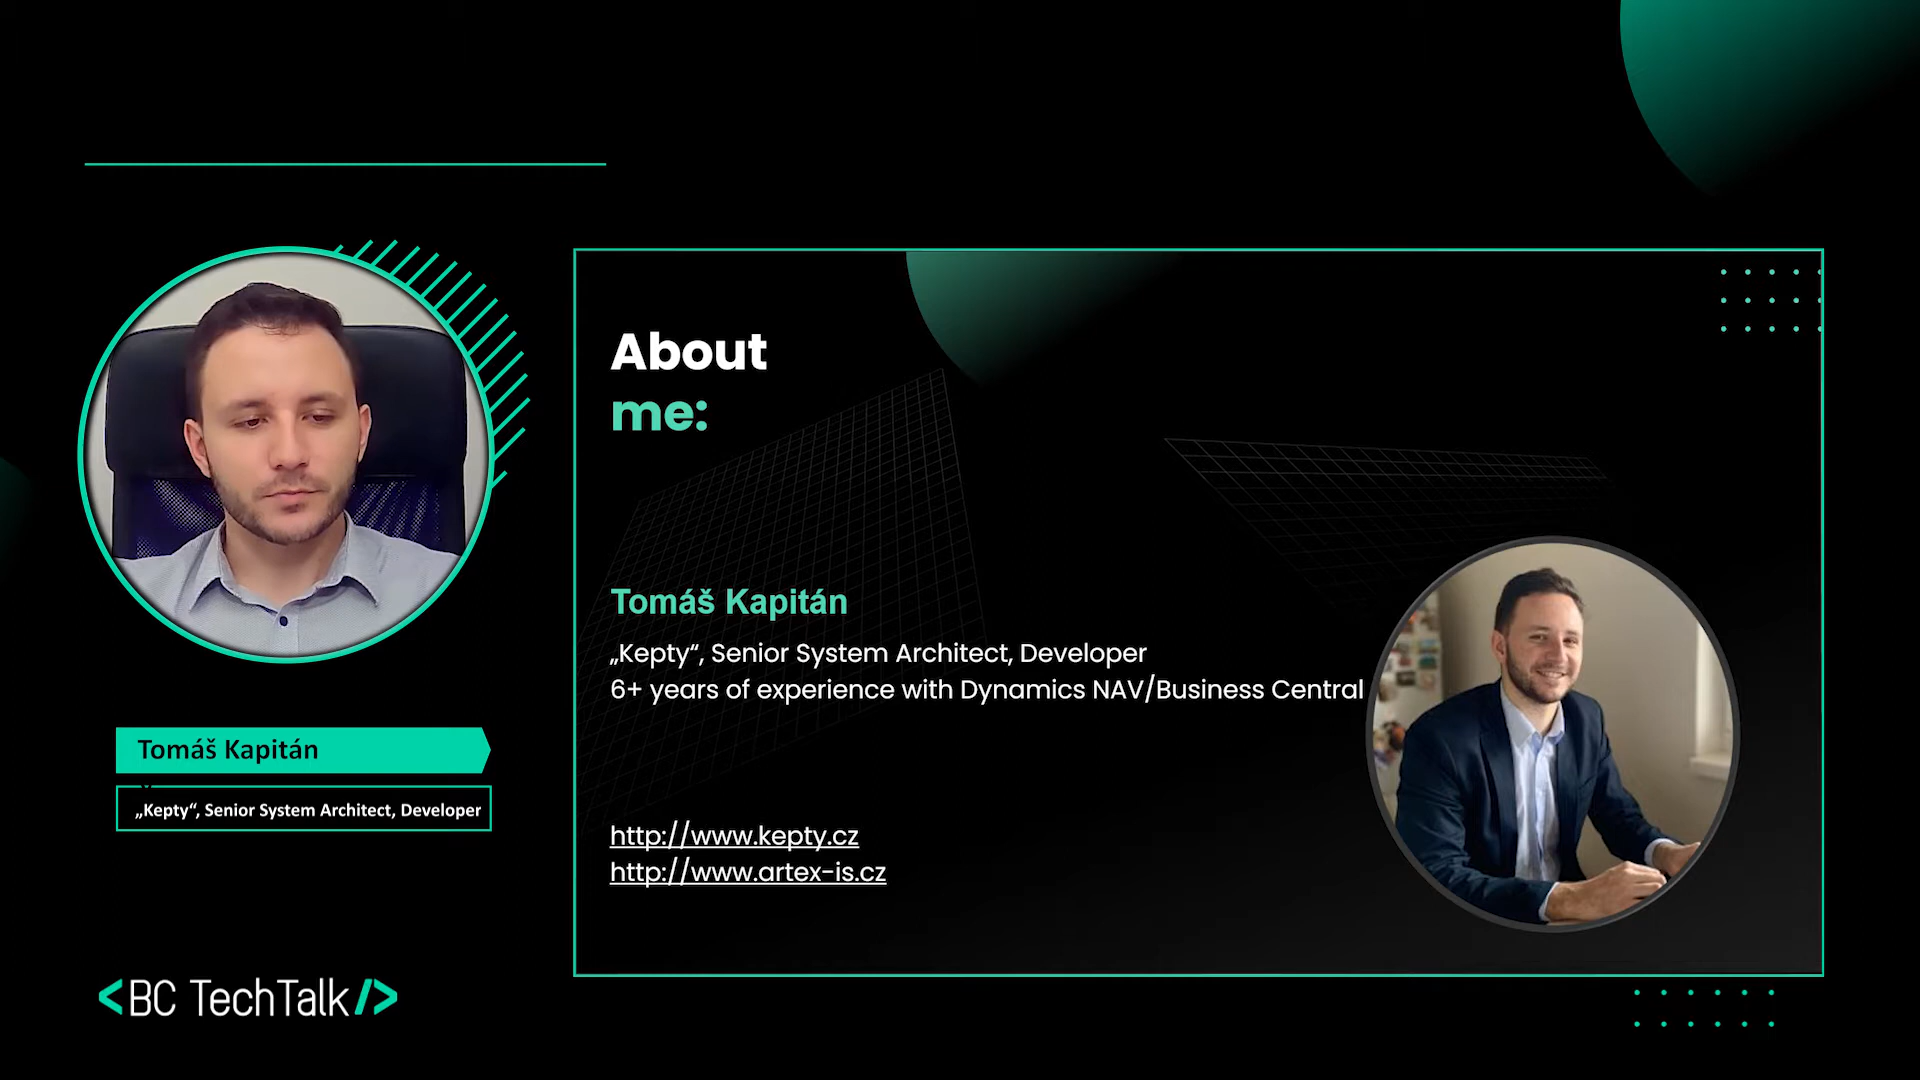 About
me:
Tomáš Kapitán
„Kepty“, Senior System Architect, Developer
6+ years of experience with Dynamics NAV/Business Central
http://www.kepty.cz
http://www.artex-is.cz
Tomáš Kapitán
„Kepty“, Senior System Architect, Developer
<BC TechTalk/>